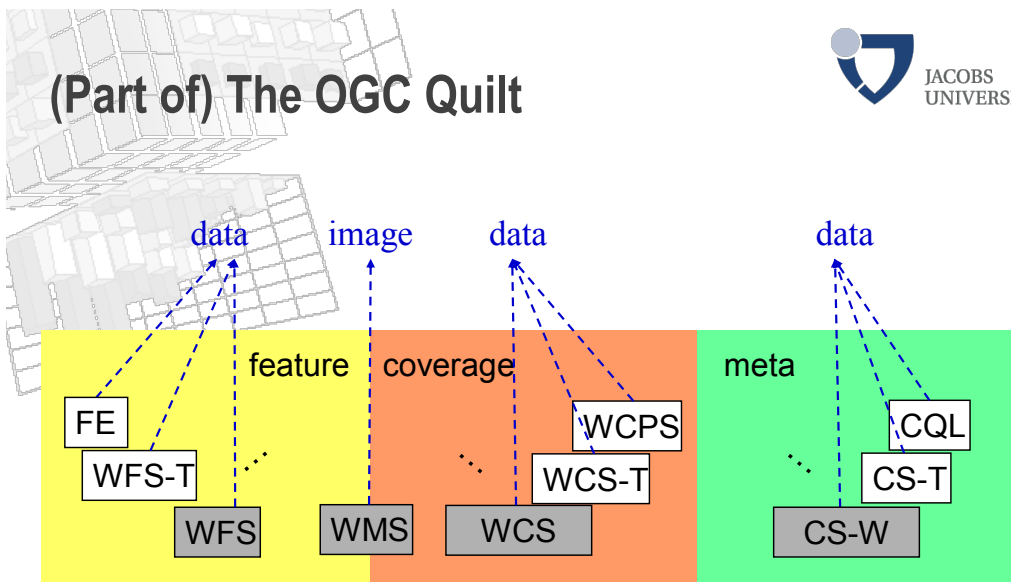 (Part of) The OGC Quilt
JACOBS
UNIVERS
data image data data
feature coverage meta
FE WCPS CQL
WFS-T WCS-T CS-T
WFS WMS WCS CS-W